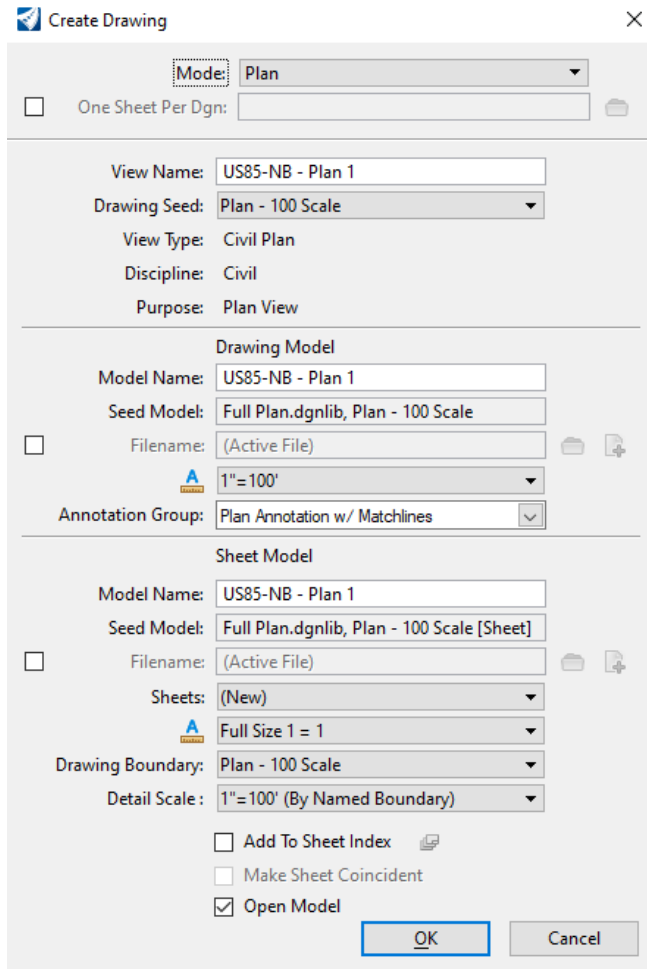 Create Drawing
Mode: Plan
One Sheet Per Dgn:
View Name: US85-NB - Plan 1
Drawing Seed: Plan - 100 Scale
View Type: Civil Plan
Discipline: Civil
Purpose: Plan View
Drawing Model
Model Name: US85-NB - Plan 1
Seed Model: Full Plan.dgnlib, Plan - 100 Scale
Filename: (Active File)
A 1"=100'
Annotation Group: Plan Annotation w/ Matchlines
Sheet Model
Model Name: US85-NB - Plan 1
Seed Model: Full Plan.dgnlib, Plan - 100 Scale [Sheet]
Filename: (Active File)
Sheets: (New)
A Full Size 1 = 1
Drawing Boundary: Plan - 100 Scale
Detail Scale : 1"=100' (By Named Boundary)
Add To Sheet Index
Make Sheet Coincident
Open Model
OK Cancel